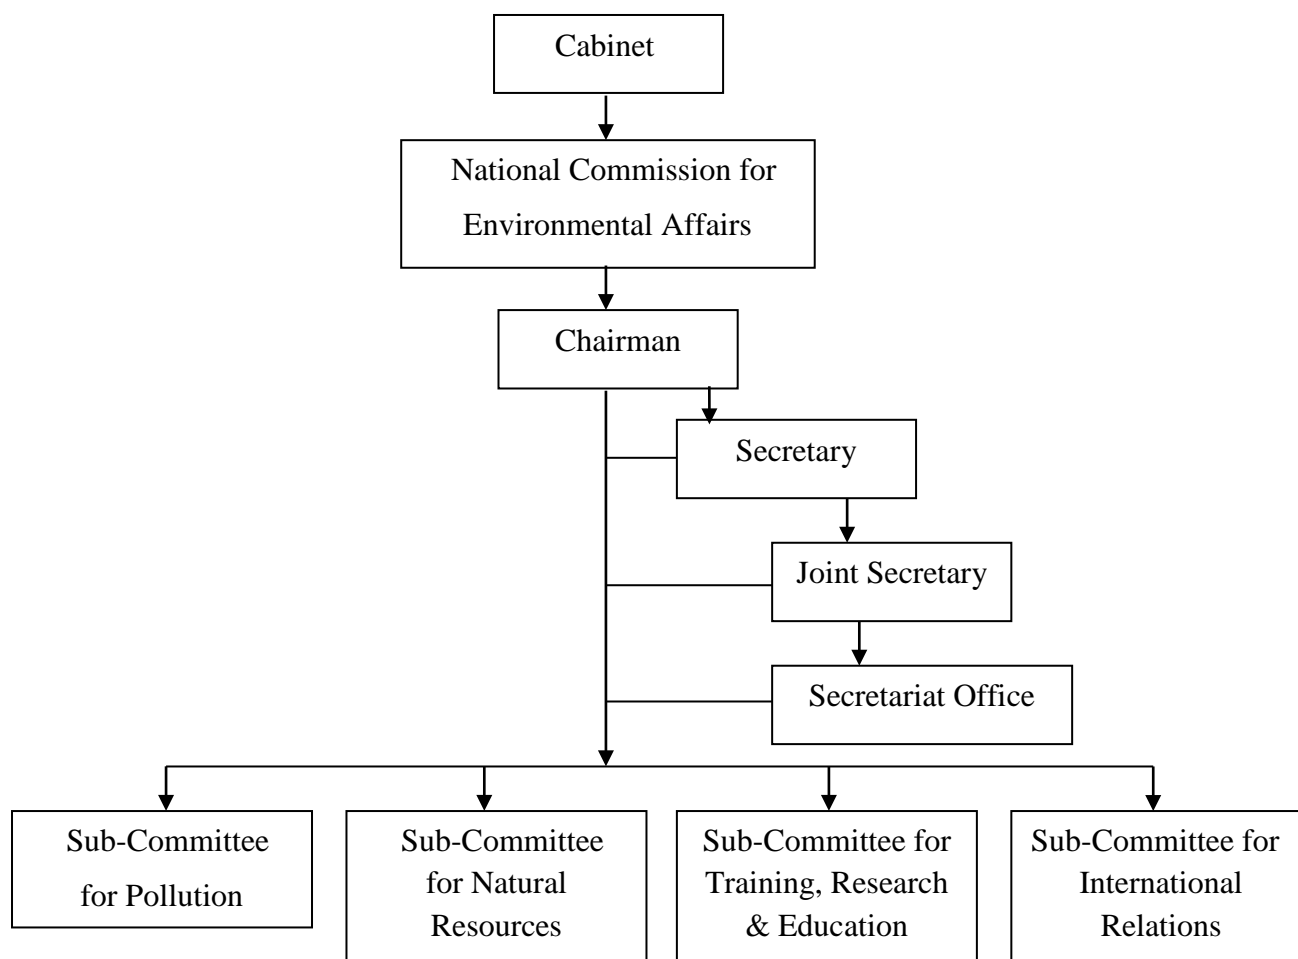 Cabinet
National Commission for
Environmental Affairs
Chairman
Secretary
Joint Secretary
Secretariat Office
Sub-Committee
for Pollution
Sub-Committee
for Natural
Resources
Sub-Committee for
Training, Research
& Education
Sub-Committee for
International
Relations